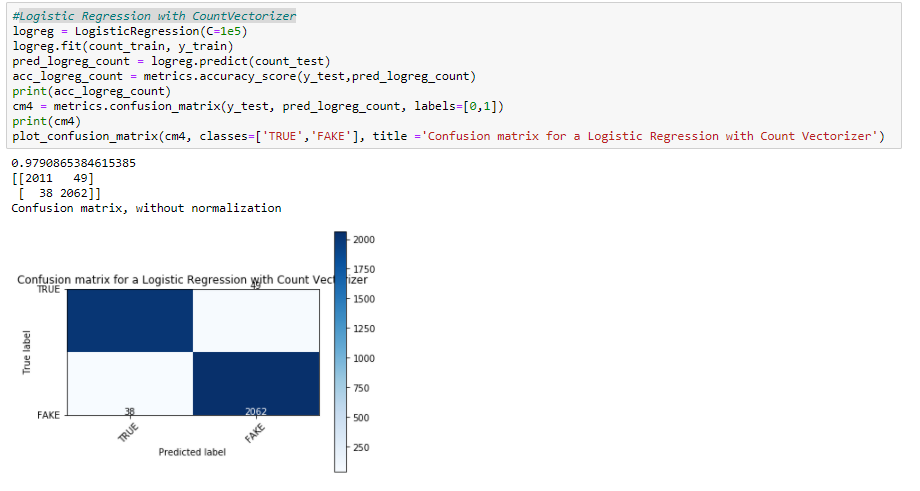 #Logistic Regression with CountVectorizer
logreg = LogisticRegression(C=1e5)
logreg.fit(count_train, y_train)
pred_logreg_count = logreg.predict(count_test)
acc_logreg_count = metrics.accuracy_score(y_test,pred_logreg_count)
print(acc_logreg_count)
cm4 = metrics.confusion_matrix(y_test, pred_logreg_count, labels=[0,1])
print(cm4)
plot_confusion_matrix(cm4, classes=['TRUE','FAKE'], title ='Confusion matrix for a Logistic Regression with Count Vectorizer')
0.9790865384615385
[[2011   49]
 [  38 2062]]
Confusion matrix, without normalization
Confusion matrix for a Logistic Regression with Count Vectorizer
49
TRUE
38
2062
FAKE
True label
TRUE
FAKE
Predicted label
2000
1750
1500
1250
1000
750
500
250